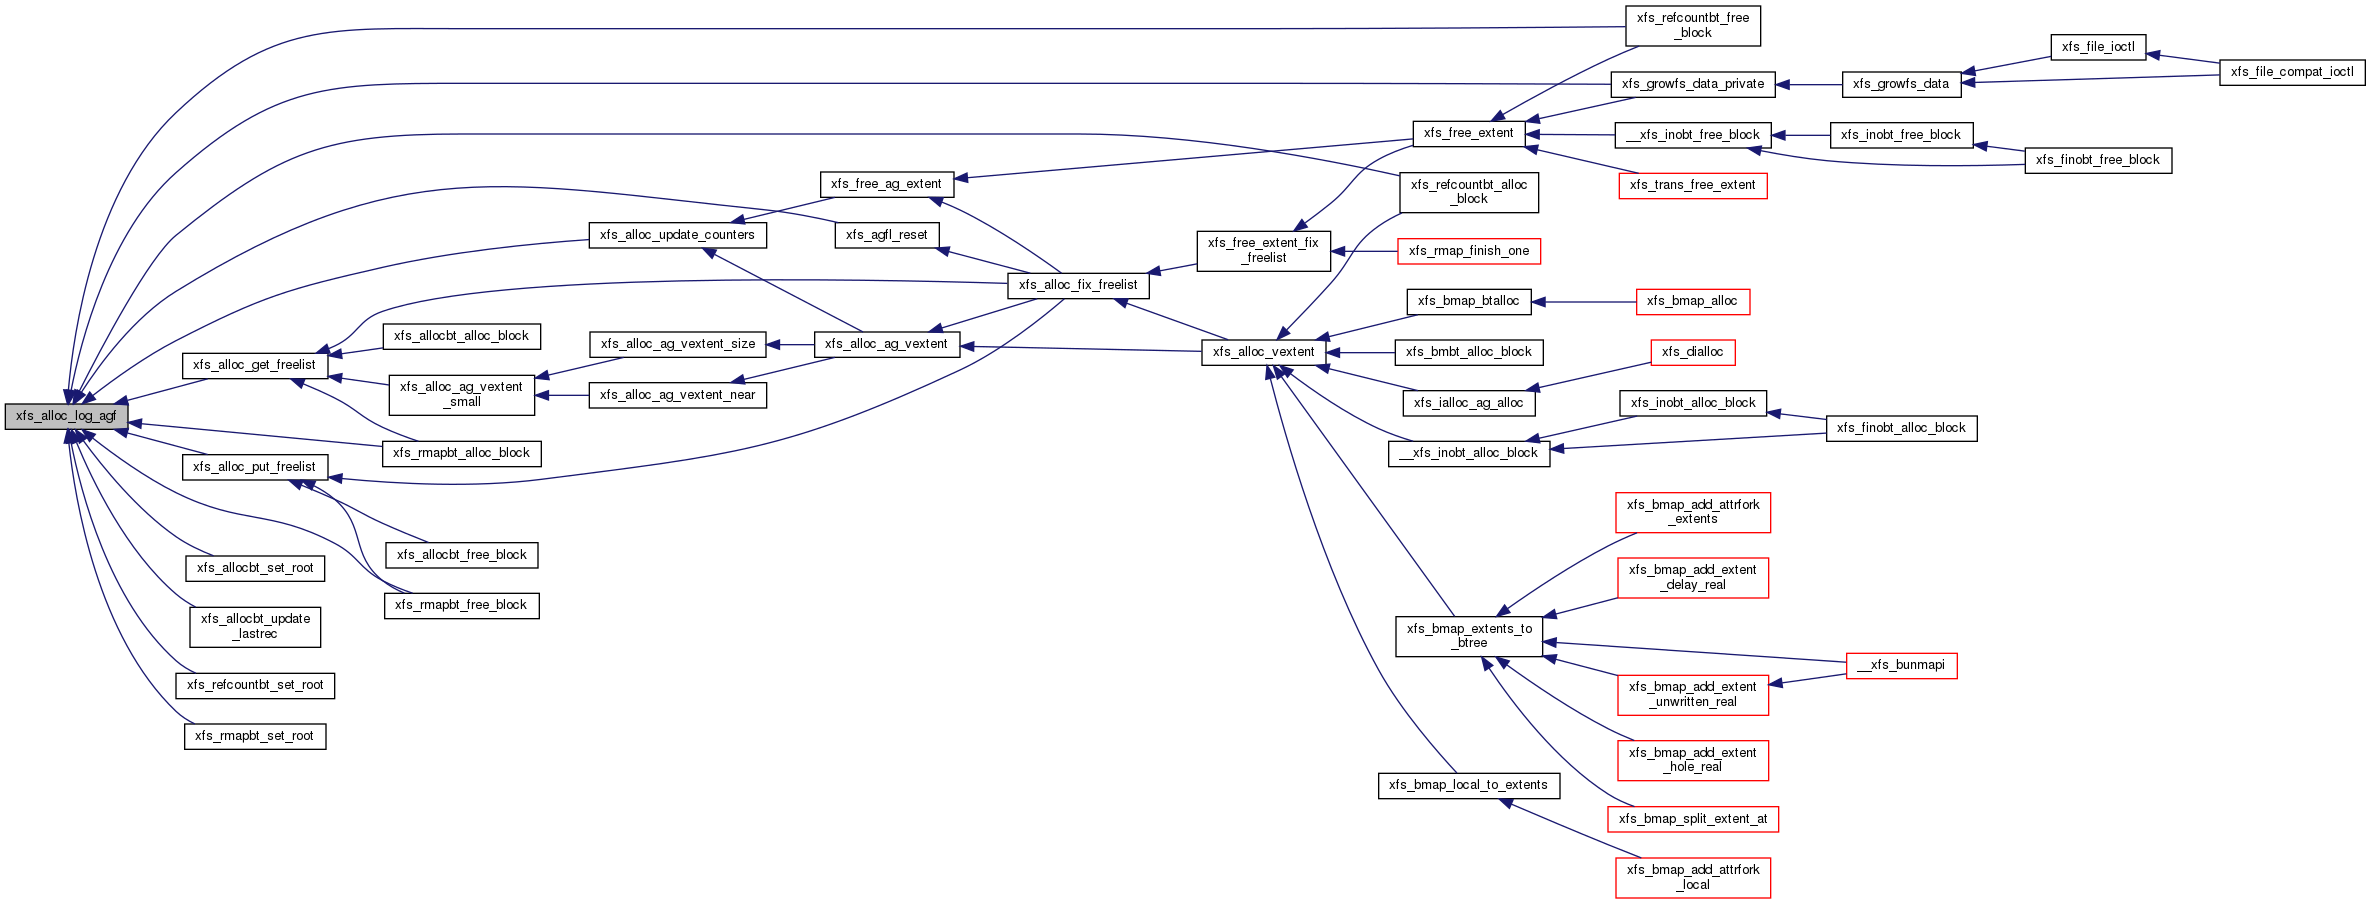 xfs_alloc_log_agf
xfs_refcountbt_free
_block
xfs_growfs_data_private
xfs_growfs_data
xfs_file_ioctl
xfs_file_compat_ioctl
xfs_free_extent
__xfs_inobt_free_block
xfs_inobt_free_block
xfs_finobt_free_block
xfs_trans_free_extent
xfs_refcountbt_alloc
_block
xfs_free_ag_extent
xfs_alloc_update_counters
xfs_agfl_reset
xfs_free_extent_fix
_freelist
xfs_rmap_finish_one
xfs_alloc_fix_freelist
xfs_allocbt_alloc_block
xfs_alloc_get_freelist
xfs_alloc_ag_vextent_size
xfs_alloc_ag_vextent
xfs_alloc_ag_vextent
_small
xfs_alloc_ag_vextent_near
xfs_alloc_vextent
xfs_bmap_btalloc
xfs_bmap_alloc
xfs_bmbt_alloc_block
xfs_dialloc
xfs_ialloc_ag_alloc
xfs_inobt_alloc_block
xfs_finobt_alloc_block
__xfs_inobt_alloc_block
xfs_rmapbt_alloc_block
xfs_alloc_put_freelist
xfs_allocbt_free_block
xfs_allocbt_set_root
xfs_rmapbt_free_block
xfs_allocbt_update
_lastrec
xfs_refcountbt_set_root
xfs_rmapbt_set_root
xfs_bmap_add_attrfork
_extents
xfs_bmap_add_extent
_delay_real
xfs_bmap_extents_to
_btree
__xfs_bunmapi
xfs_bmap_add_extent
_unwritten_real
xfs_bmap_add_extent
_hole_real
xfs_bmap_local_to_extents
xfs_bmap_split_extent_at
xfs_bmap_add_attrfork
_local